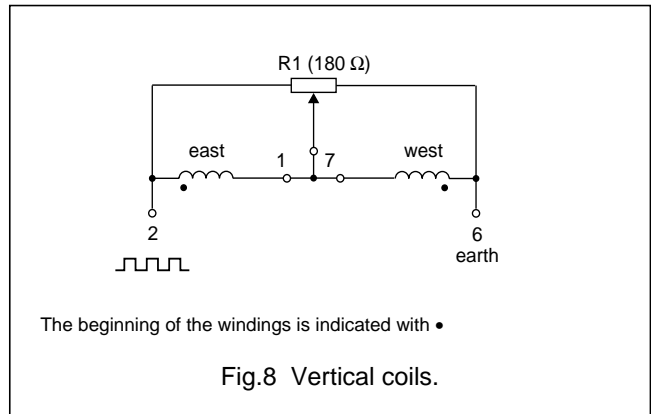 R1 (180 Ω)
east 1 7 west
2 6
earth
The beginning of the windings is indicated with •
Fig.8 Vertical coils.